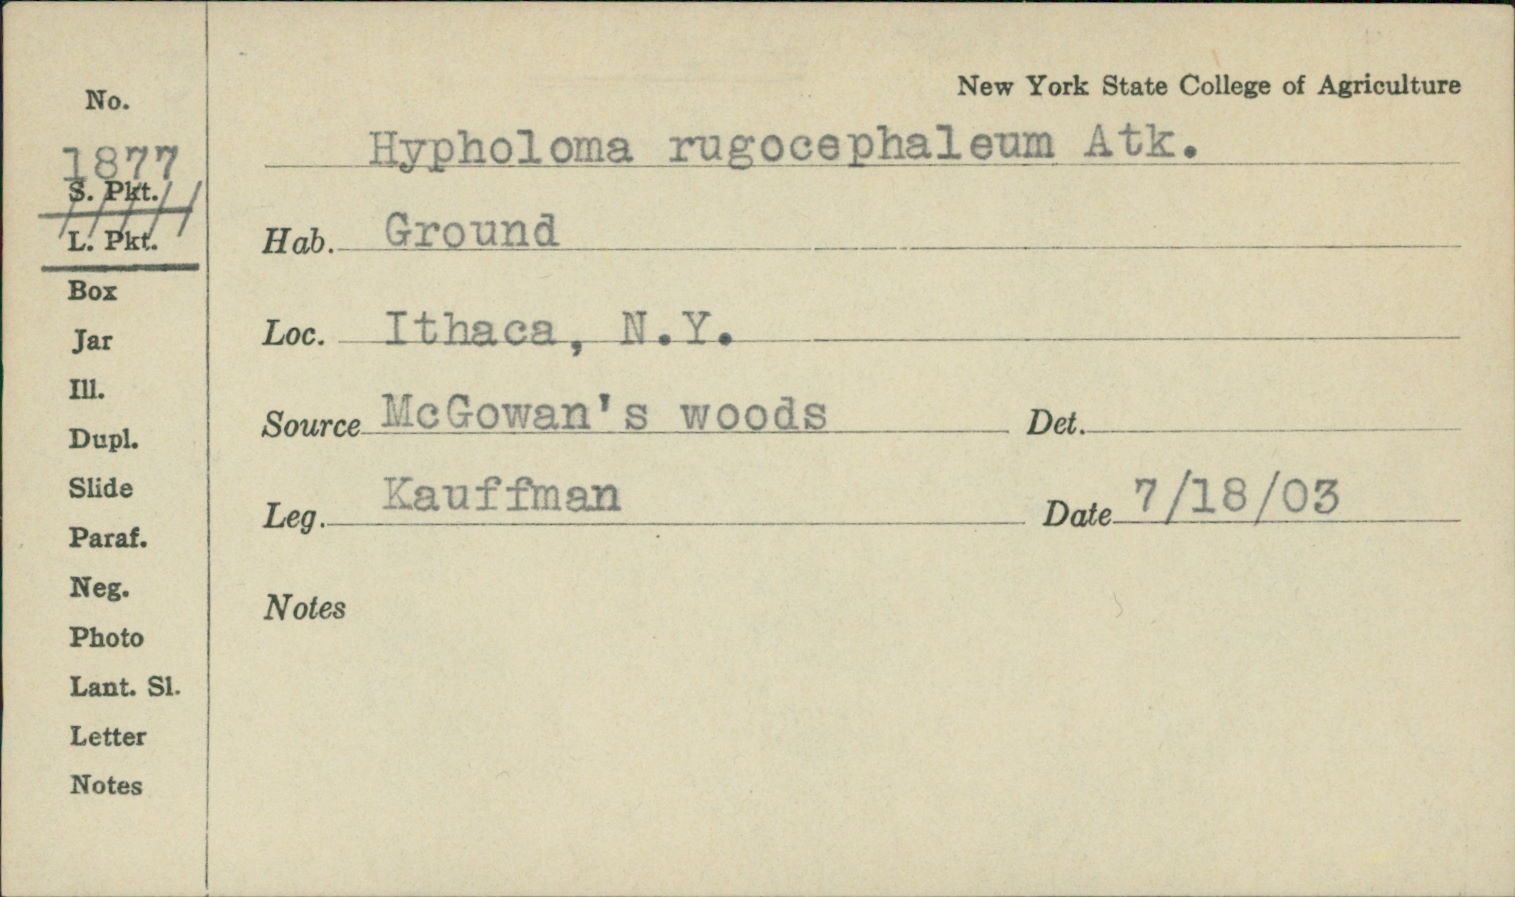 New York State College of Agriculture
No.
1877
S. Pkt.
L. Pkt.
Box
Jar
Ill.
Dupl.
Slide
Paraf.
Neg.
Photo
Lant. Sl.
Letter
Notes
Hypholoma rugocephaleum Atk.
Hab. Ground
Loc. Ithaca, N.Y.
Source McGowan's woods Det.
Leg. Kauffman Date 7/18/03
Notes